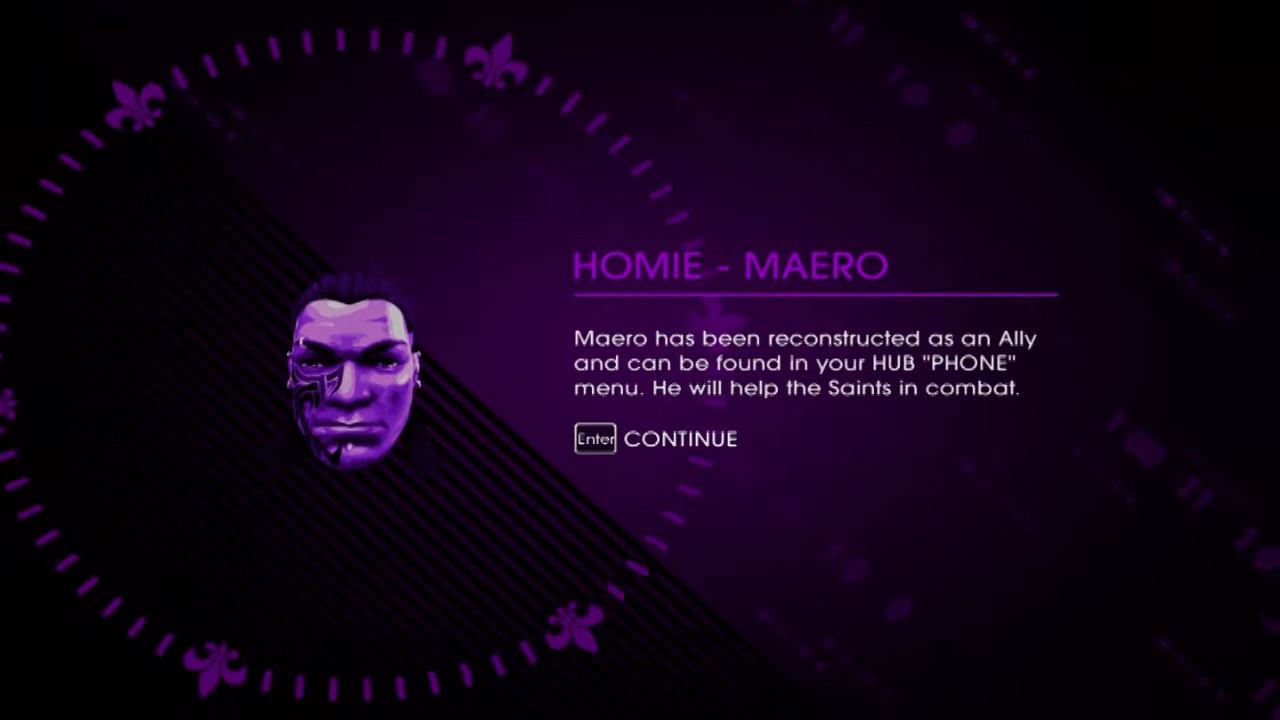 HOMIE - MAERO
Maero has been reconstructed as an Ally
and can be found in your HUB "PHONE"
menu. He will help the Saints in combat.
Enter CONTINUE